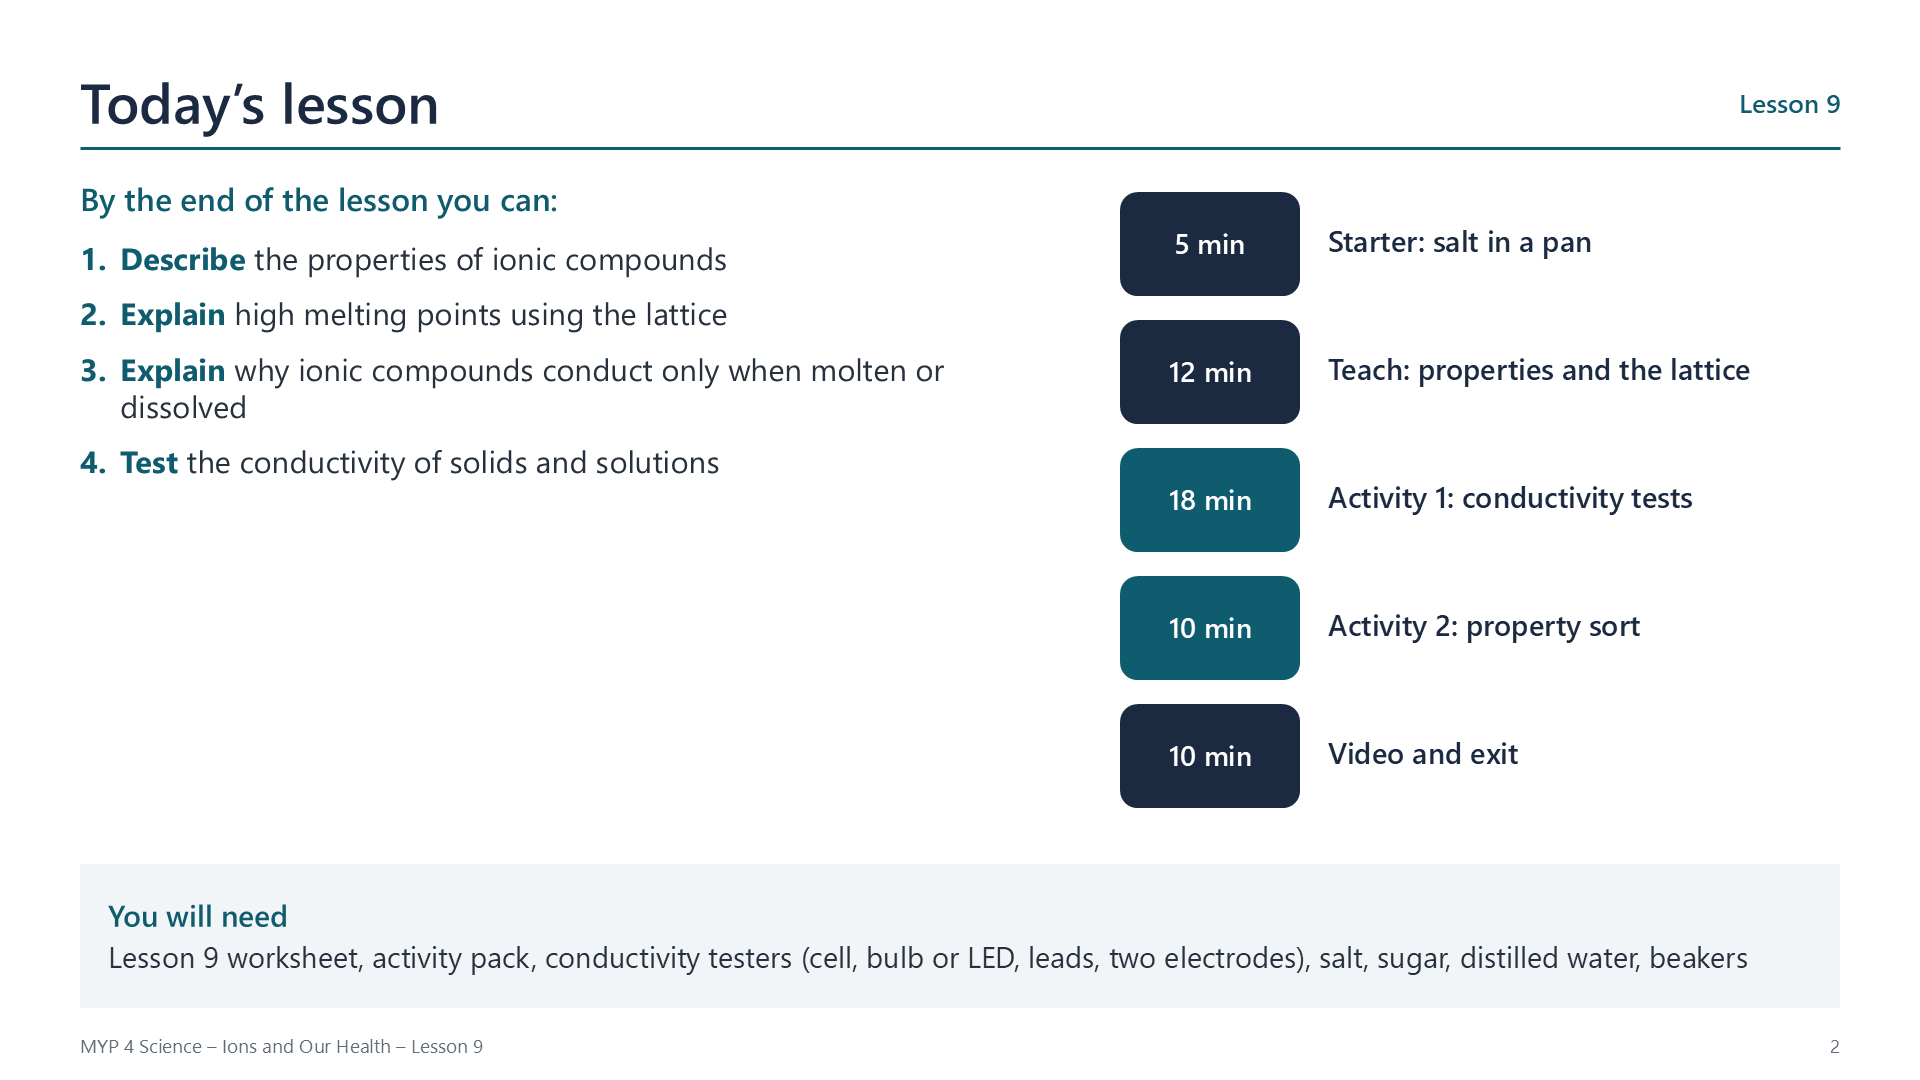 Today’s lesson
Lesson 9
By the end of the lesson you can:
1. Describe the properties of ionic compounds
2. Explain high melting points using the lattice
3. Explain why ionic compounds conduct only when molten or
dissolved
4. Test the conductivity of solids and solutions
5 min
Starter: salt in a pan
12 min
Teach: properties and the lattice
18 min
Activity 1: conductivity tests
10 min
Activity 2: property sort
10 min
Video and exit
You will need
Lesson 9 worksheet, activity pack, conductivity testers (cell, bulb or LED, leads, two electrodes), salt, sugar, distilled water, beakers
MYP 4 Science – Ions and Our Health – Lesson 9
2